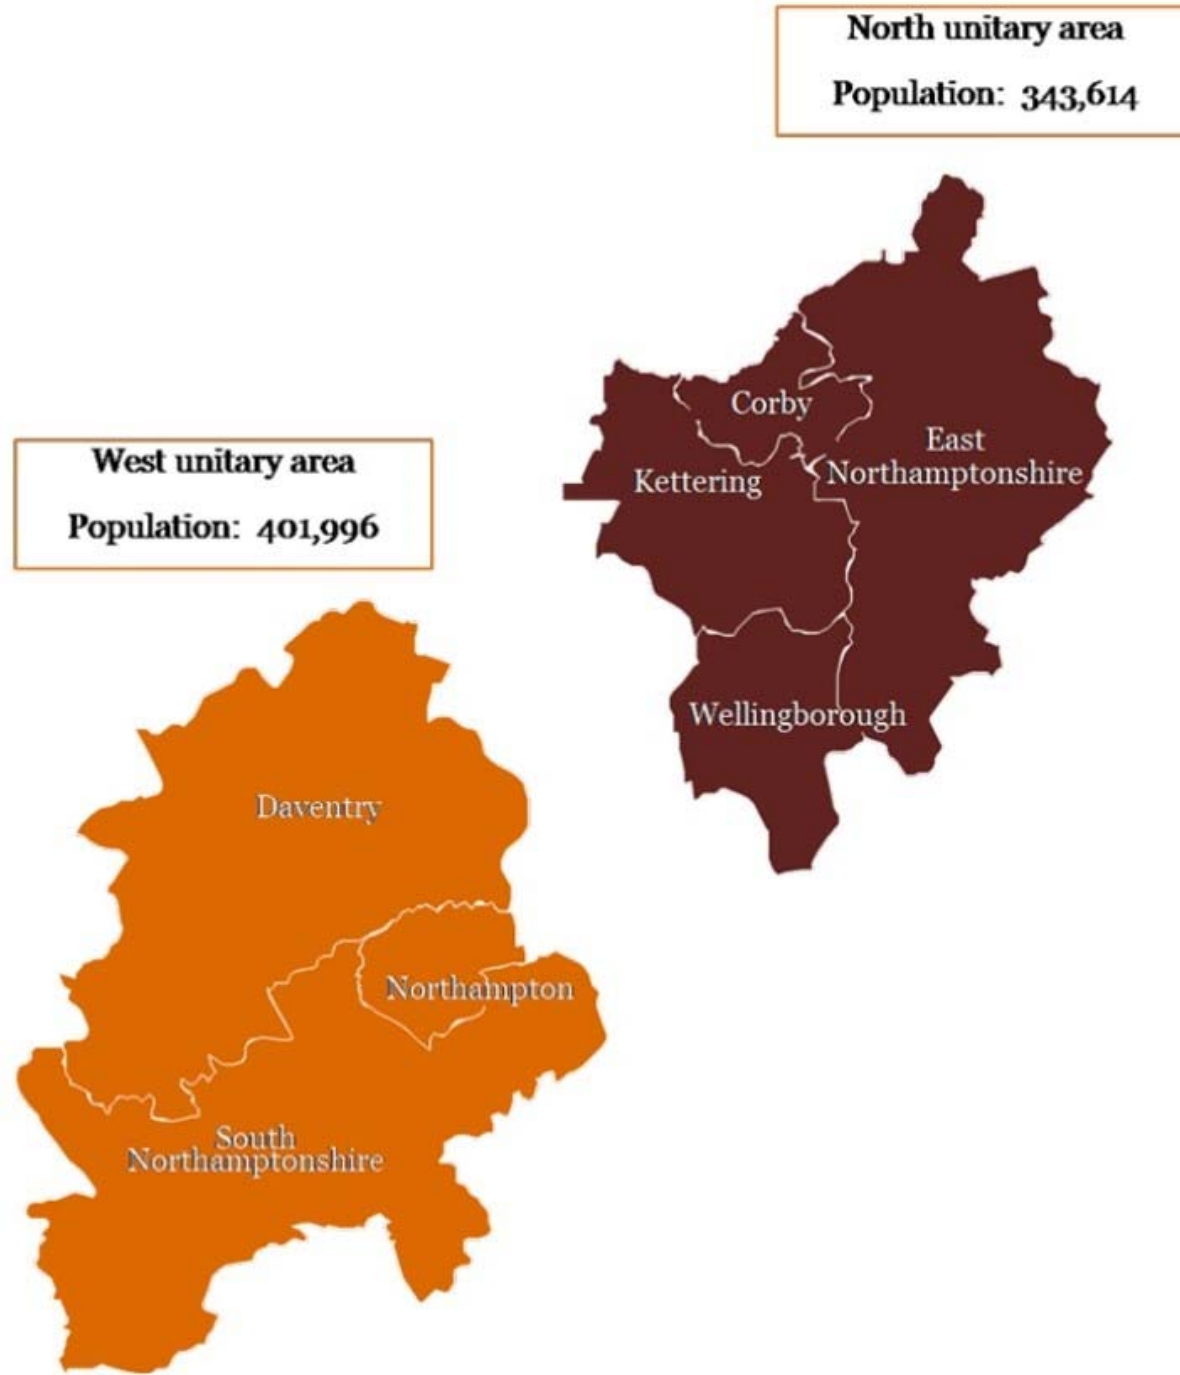 North unitary area
Population: 343,614
Corby
East
Northamptonshire
Kettering
West unitary area
Population: 401,996
Wellingborough
Daventry
Northampton
South
Northamptonshire